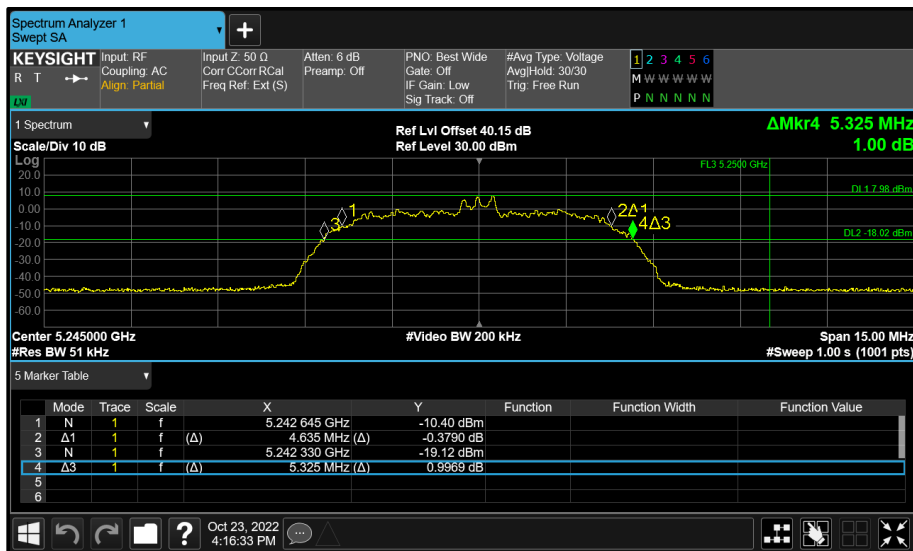 Spectrum Analyzer 1
Swept SA
+
KEYSIGHT
R T
LXI
Input: RF
Coupling: AC
Align: Partial
Input Z: 50 Ω
Corr CCorr RCal
Freq Ref: Ext (S)
Atten: 6 dB
Preamp: Off
PNO: Best Wide
Gate: Off
IF Gain: Low
Sig Track: Off
#Avg Type: Voltage
Avg|Hold: 30/30
Trig: Free Run
1 2 3 4 5 6
M W W W W W
P N N N N N
1 Spectrum
Scale/Div 10 dB
Ref Lvl Offset 40.15 dB
Ref Level 30.00 dBm
ΔMkr4 5.325 MHz
1.00 dB
Log
FL3 5.2500 GHz
20.0
10.0
DL1 7.98 dBm
0.00
1
2Δ1
-10.0
3
4Δ3
DL2 -18.02 dBm
-20.0
-30.0
-40.0
-50.0
-60.0
Center 5.245000 GHz #Video BW 200 kHz Span 15.00 MHz
#Res BW 51 kHz #Sweep 1.00 s (1001 pts)
5 Marker Table
Mode Trace Scale X Y Function Function Width Function Value
1 N 1 f 5.242 645 GHz -10.40 dBm
2 Δ1 1 f (Δ) 4.635 MHz (Δ) -0.3790 dB
3 N 1 f 5.242 330 GHz -19.12 dBm
4 Δ3 1 f (Δ) 5.325 MHz (Δ) 0.9969 dB
5
6
?
Oct 23, 2022
4:16:33 PM